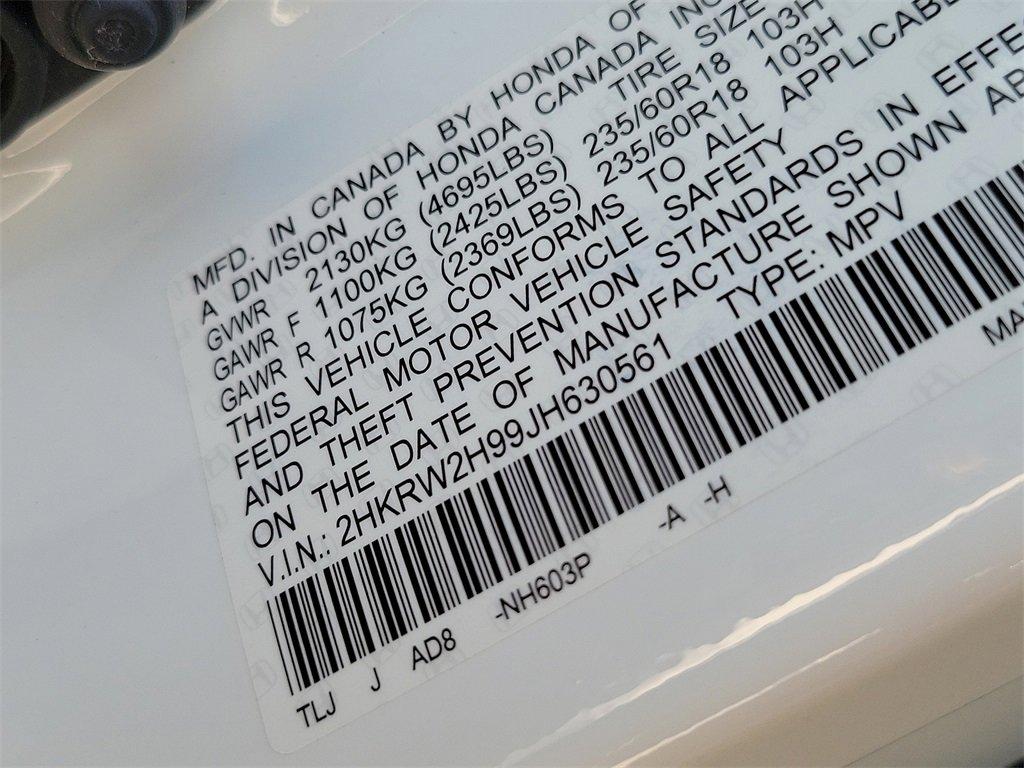 MFD. IN CANADA BY HONDA OF
A DIVISION OF HONDA CANADA INC
GVWR 2130KG (4695LBS) TIRE SIZE
GAWR F 1100KG (2425LBS) 235/60R18 103H
GAWR R 1075KG (2369LBS) 235/60R18 103H
THIS VEHICLE CONFORMS TO ALL APPLICABLE
FEDERAL MOTOR VEHICLE SAFETY
AND THEFT PREVENTION STANDARDS IN EFFE
ON THE DATE OF MANUFACTURE SHOWN AB
V.I.N.: 2HKRW2H99JH630561 TYPE: MPV
TLJ J AD8 -NH603P -A -H MA